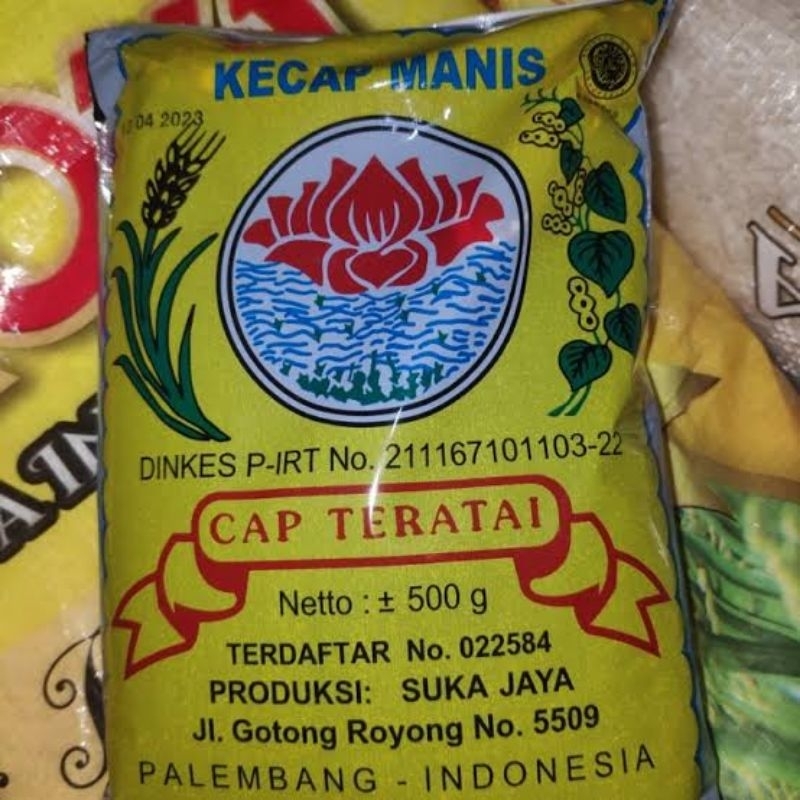 KECAP MANIS
04 2023
DINKES P-IRT No. 211167101103-22
CAP TERATAI
Netto : ± 500 g
TERDAFTAR No. 022584
PRODUKSI: SUKA JAYA
Jl. Gotong Royong No. 5509
PALEMBANG - INDONESIA